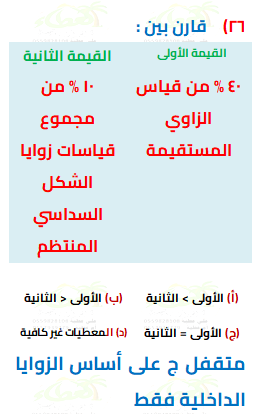 ٢٦) قارن بين :
القيمة الأولى
القيمة الثانية
٤٠ % من قياس
الزاوي
المستقيمة
١٠ % من
مجموع
قياسات زوايا
الشكل
السداسي
المنتظم
(أ) الأولى > الثانية
(ب) الأولى < الثانية
(ج) الأولى = الثانية
(د) المعطيات غير كافية
متقفل ج على أساس الزوايا
الداخلية فقط